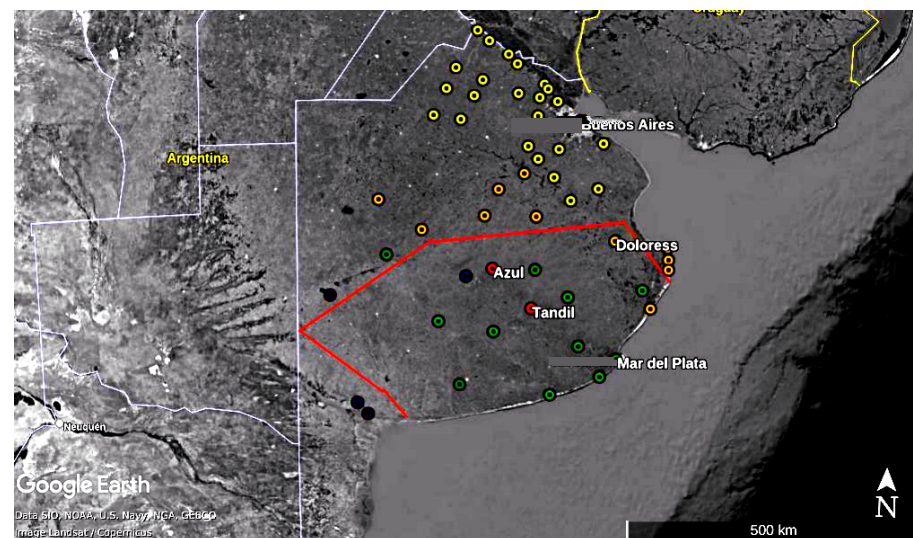 Uruguay
Buenos Aires
Argentina
Doloress
Azul
Tandil
Mar del Plata
Neuquén
Google Earth
N
Data SIO, NOAA, U.S. Navy, NGA, GEBCO
Image Landsat / Copernicus
500 km